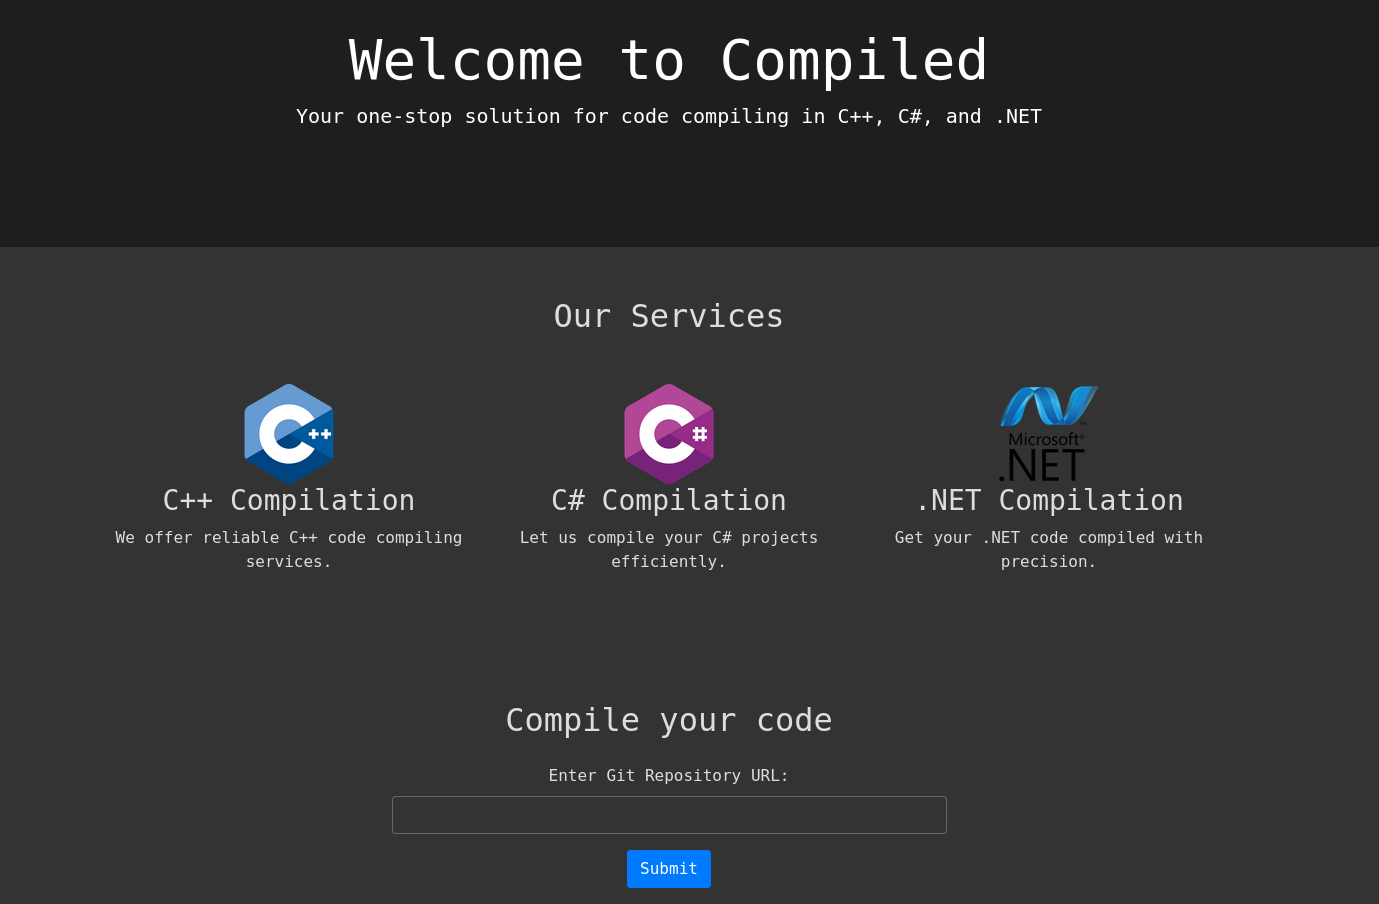 Welcome to Compiled
Your one-stop solution for code compiling in C++, C#, and .NET
Our Services
C++
C#
Microsoft®
.NET
C++ Compilation
We offer reliable C++ code compiling
services.
C# Compilation
Let us compile your C# projects
efficiently.
.NET Compilation
Get your .NET code compiled with
precision.
Compile your code
Enter Git Repository URL:
Submit